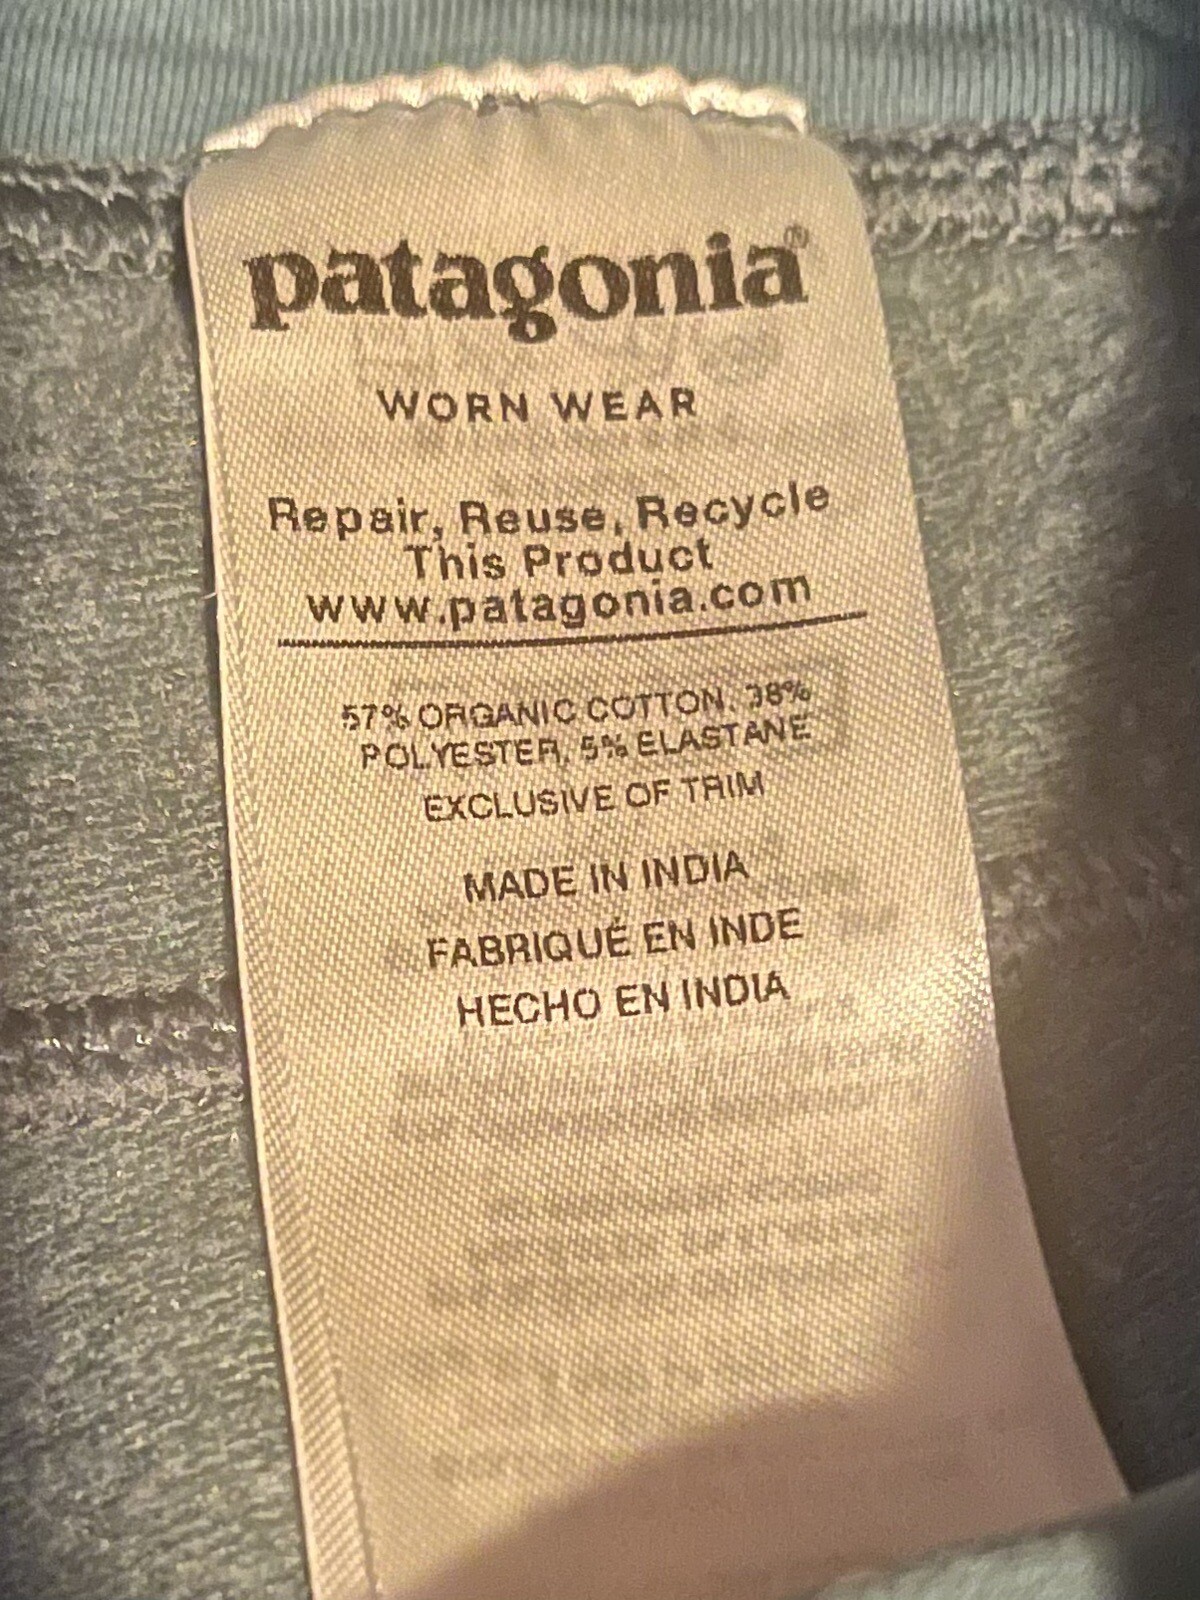 patagonia®
WORN WEAR
Repair, Reuse, Recycle
This Product
www.patagonia.com
57% ORGANIC COTTON, 38%
POLYESTER, 5% ELASTANE
EXCLUSIVE OF TRIM
MADE IN INDIA
FABRIQUÉ EN INDE
HECHO EN INDIA